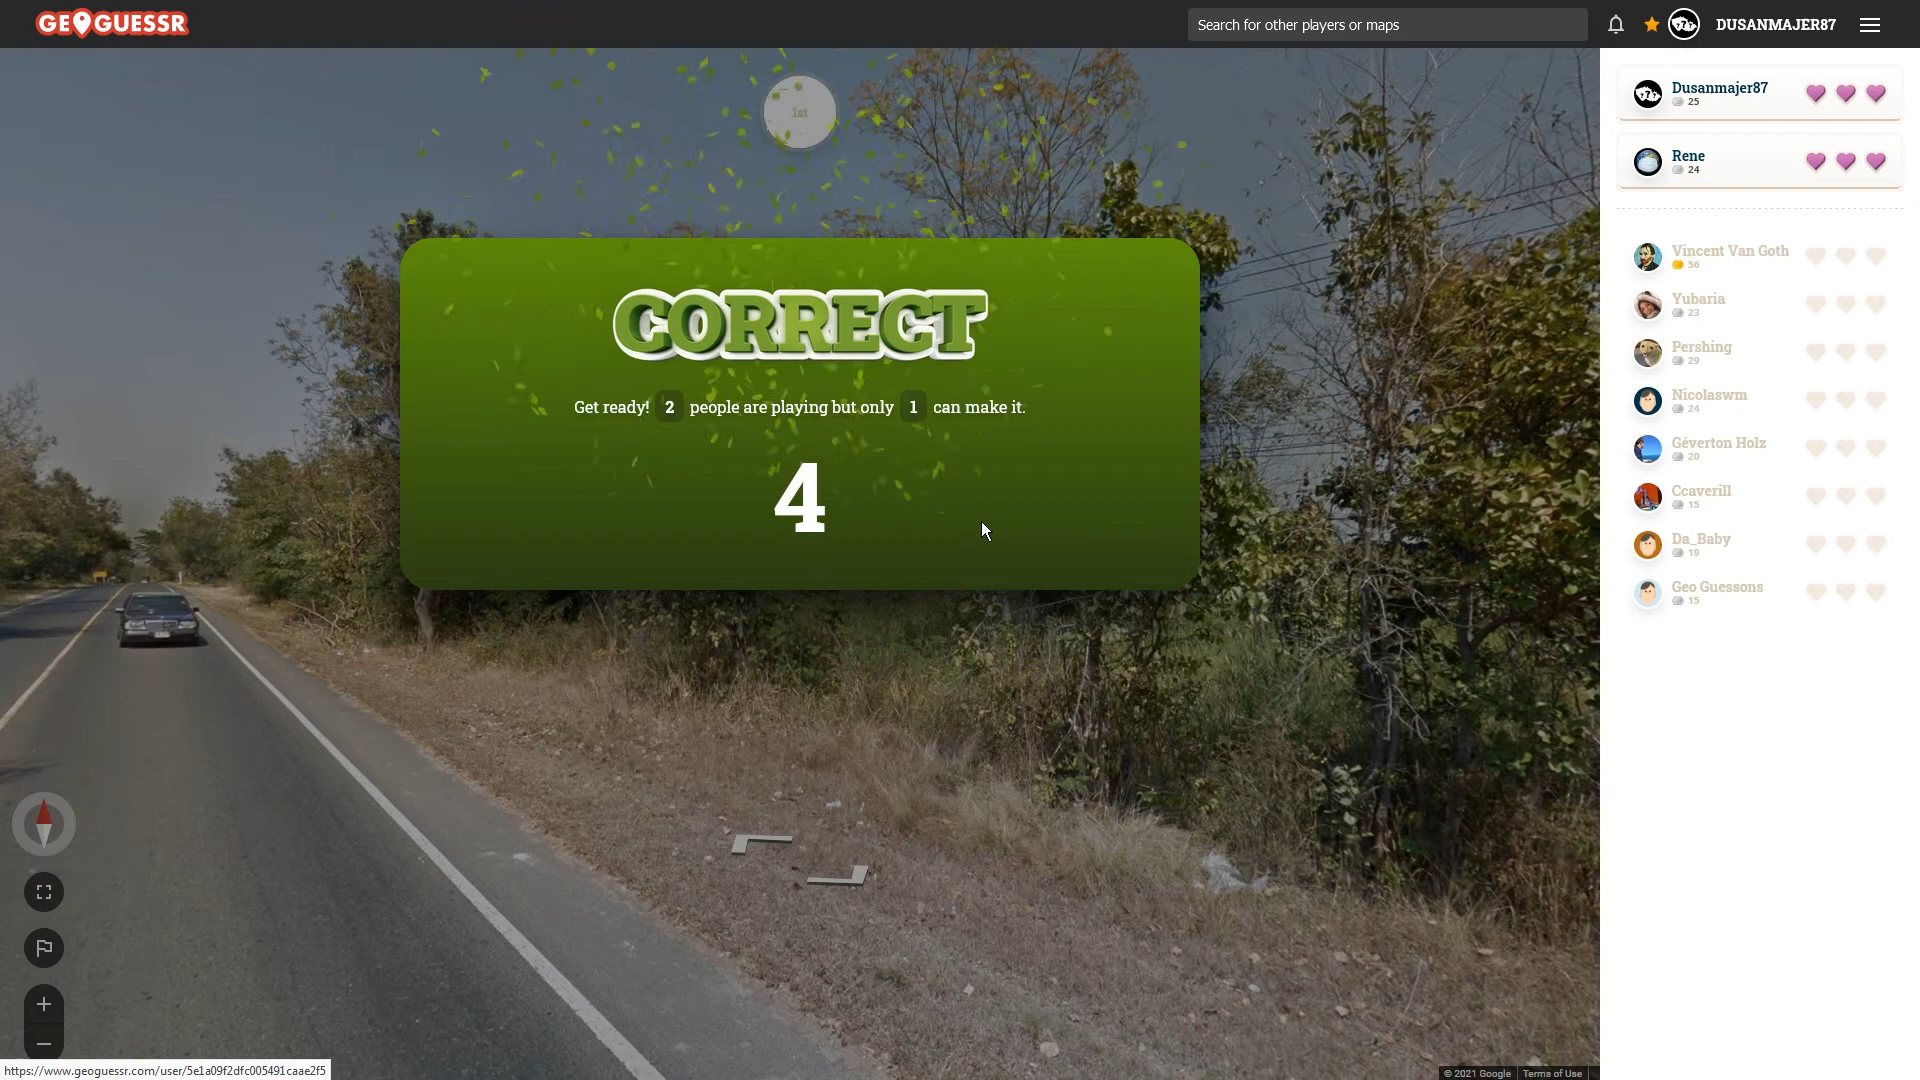 GEOGUESSR
Search for other players or maps
DUSANMAJER87
1st
CORRECT
Get ready! 2 people are playing but only 1 can make it.
4
Dusanmajer87
25
Rene
24
Vincent Van Goth
56
Yubaria
23
Pershing
29
Nicolaswm
24
Géverton Holz
20
Ccaverill
15
Da_Baby
19
Geo Guessons
15
https://www.geoguessr.com/user/5e1a09f2dfc005491caae2f5
© 2021 Google
Terms of Use